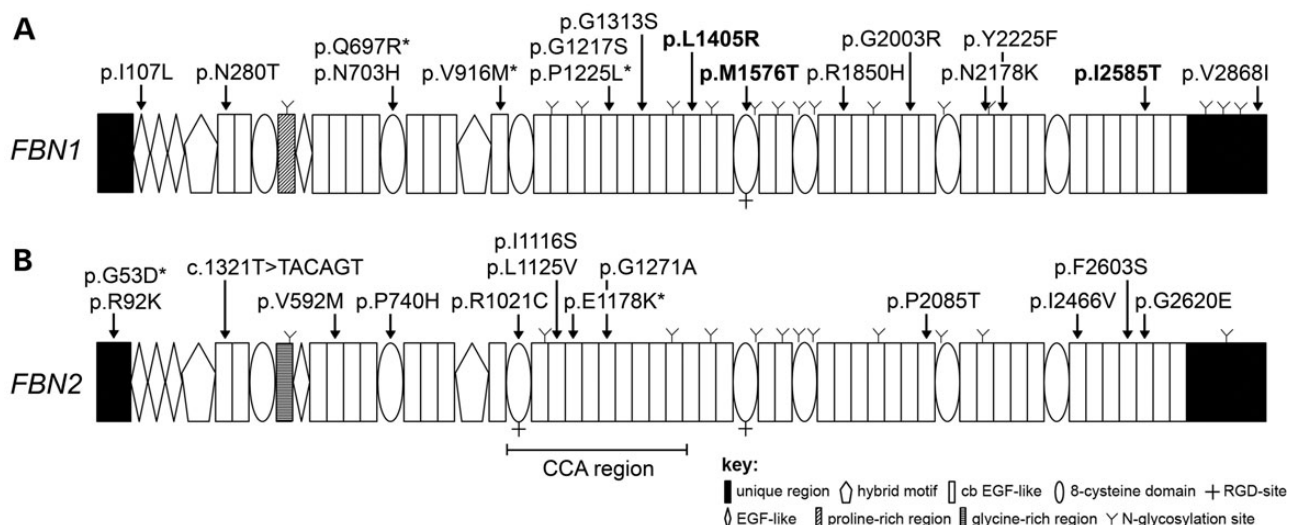 A
p.G1313S
p.Q697R* p.G1217S p.L1405R p.G2003R p.Y2225F
p.I107L p.N280T p.N703H p.V916M* p.P1225L* p.M1576T p.R1850H p.N2178K p.I2585T p.V2868I
FBN1
B
p.I1116S
p.G53D* c.1321T>TACAGT p.L1125V p.G1271A p.F2603S
p.R92K p.V592M p.P740H p.R1021C p.E1178K* p.P2085T p.I2466V p.G2620E
FBN2
CCA region
key:
unique region hybrid motif cb EGF-like 8-cysteine domain RGD-site
EGF-like proline-rich region glycine-rich region N-glycosylation site